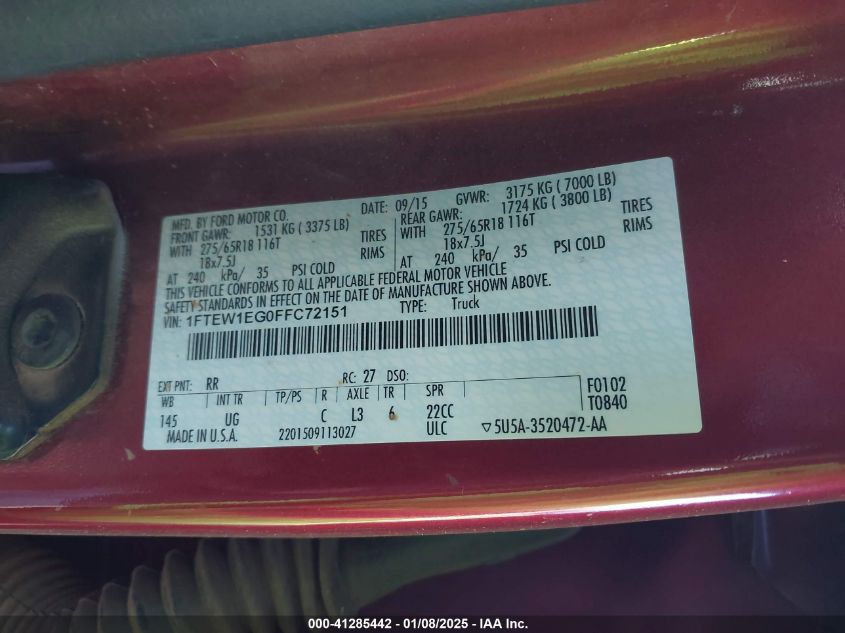 MFD. BY FORD MOTOR CO. DATE: 09/15 GVWR: 3175 KG ( 7000 LB)
FRONT GAWR: 1531 KG ( 3375 LB) REAR GAWR: 1724 KG ( 3800 LB)
WITH 275/65R18 116T TIRES 275/65R18 116T TIRES
18x7.5J RIMS 18x7.5J RIMS
AT 240 kPa/ 35 PSI COLD AT 240 kPa/ 35 PSI COLD
THIS VEHICLE CONFORMS TO ALL APPLICABLE FEDERAL MOTOR VEHICLE
SAFETY STANDARDS IN EFFECT ON THE DATE OF MANUFACTURE SHOWN ABOVE.
VIN: 1FTEW1EG0FFC72151 TYPE: Truck
EXT PNT: RR RC: 27 DSO:
WB INT TR TP/PS R AXLE TR SPR F0102
145 UG C L3 6 22CC T0840
MADE IN U.S.A. 2201509113027 ULC ▽5U5A-3520472-AA
000-41285442 - 01/08/2025 - IAA Inc.